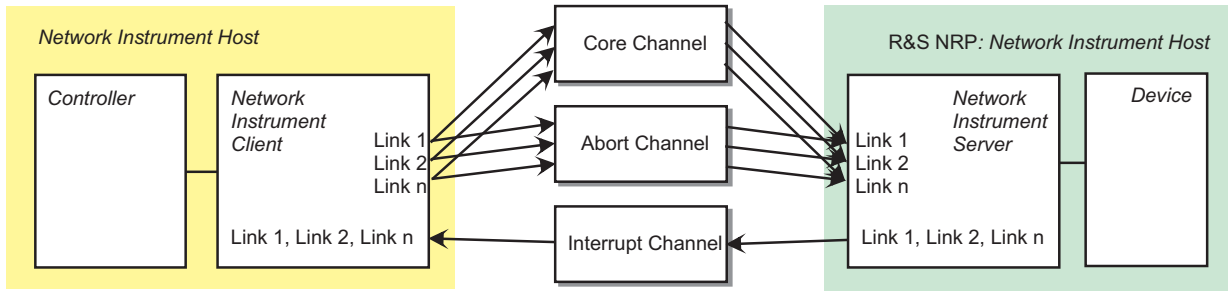 Network Instrument Host
Controller
Network
Instrument
Client
Link 1
Link 2
Link n
Link 1, Link 2, Link n
Core Channel
Abort Channel
Interrupt Channel
R&S NRP: Network Instrument Host
Network
Instrument
Server
Link 1
Link 2
Link n
Link 1, Link 2, Link n
Device